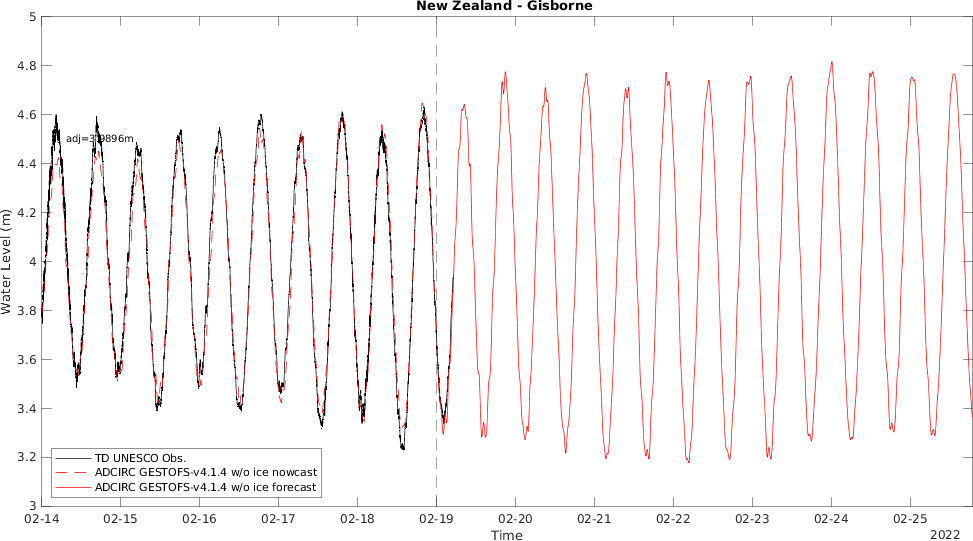 New Zealand - Gisborne
5
4.8
4.6
4.4
4.2
4
3.8
3.6
3.4
3.2
3
Water Level (m)
adj=3.9896m
TD UNESCO Obs.
ADCIRC GESTOFS-v4.1.4 w/o ice nowcast
ADCIRC GESTOFS-v4.1.4 w/o ice forecast
02-14 02-15 02-16 02-17 02-18 02-19 02-20 02-21 02-22 02-23 02-24 02-25
Time
2022